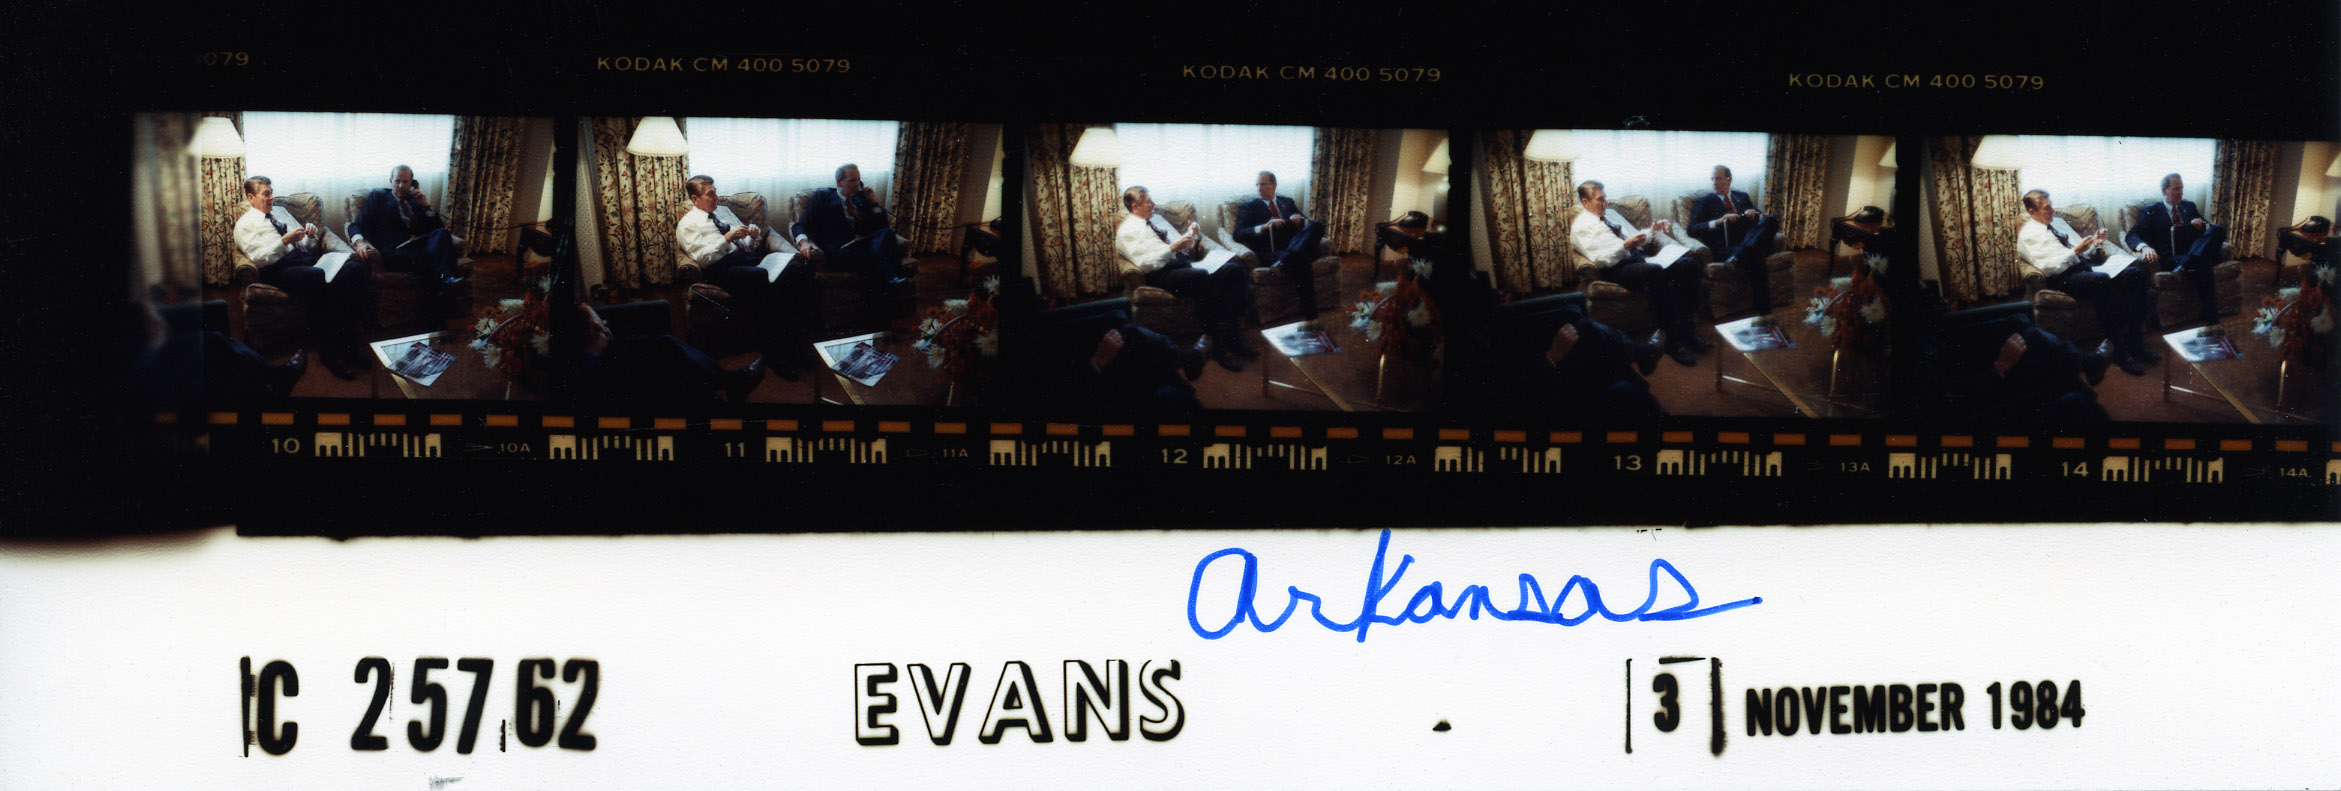 079
KODAK CM 400 5079
KODAK CM 400 5079
KODAK CM 400 5079
10 10A 11 11A 12 12A 13 13A 14 14A
Arkansas
C 25762 EVANS 3 NOVEMBER 1984